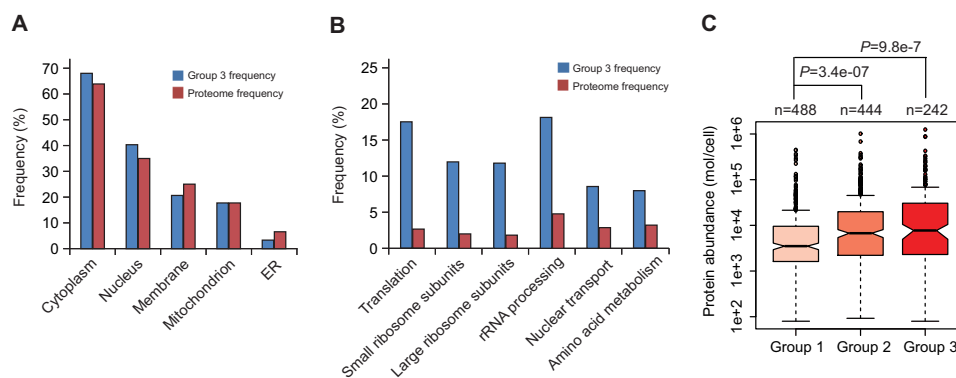 A
Frequency (%)
70
60
50
40
30
20
10
0
Group 3 frequency
Proteome frequency
Cytoplasm
Nucleus
Membrane
Mitochondrion
ER
B
Frequency (%)
25
20
15
10
5
0
Group 3 frequency
Proteome frequency
Translation
Small ribosome subunits
Large ribosome subunits
rRNA processing
Nuclear transport
Amino acid metabolism
C
P=9.8e-7
P=3.4e-07
n=488 n=444 n=242
Protein abundance (mol/cell)
1e+6
1e+5
1e+4
1e+3
1e+2
Group 1 Group 2 Group 3